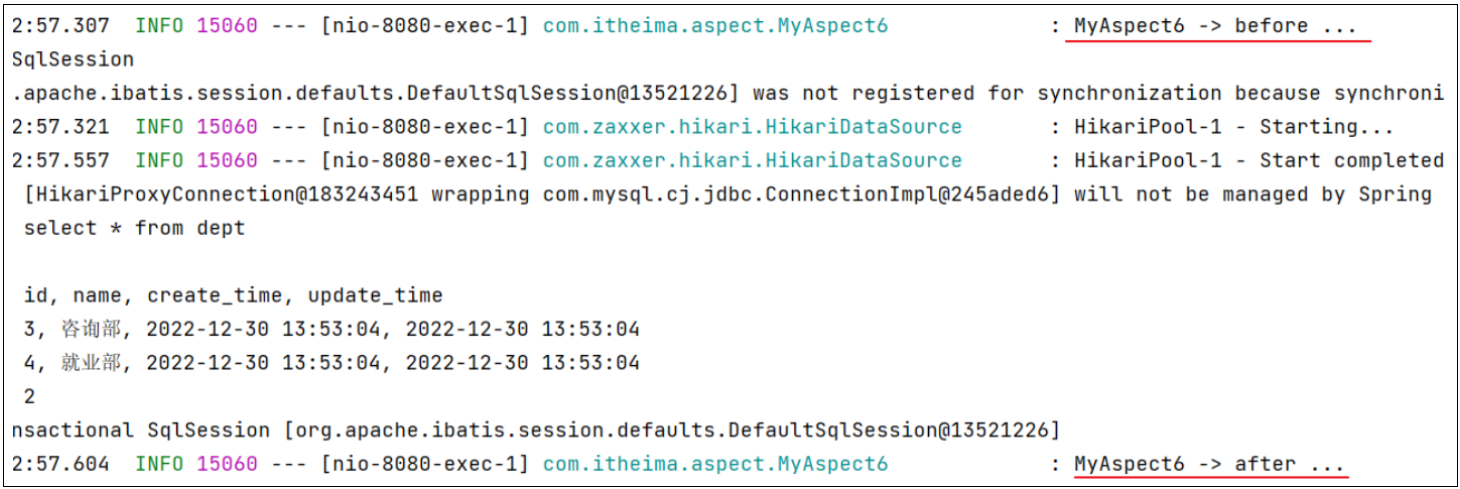 2:57.307 INFO 15060 --- [nio-8080-exec-1] com.itheima.aspect.MyAspect6 : MyAspect6 -> before ...
SqlSession
.apache.ibatis.session.defaults.DefaultSqlSession@13521226] was not registered for synchronization because synchroni
2:57.321 INFO 15060 --- [nio-8080-exec-1] com.zaxxer.hikari.HikariDataSource : HikariPool-1 - Starting...
2:57.557 INFO 15060 --- [nio-8080-exec-1] com.zaxxer.hikari.HikariDataSource : HikariPool-1 - Start completed
[HikariProxyConnection@183243451 wrapping com.mysql.cj.jdbc.ConnectionImpl@245aded6] will not be managed by Spring
select * from dept
id, name, create_time, update_time
3, 咨询部, 2022-12-30 13:53:04, 2022-12-30 13:53:04
4, 就业部, 2022-12-30 13:53:04, 2022-12-30 13:53:04
2
nsactional SqlSession [org.apache.ibatis.session.defaults.DefaultSqlSession@13521226]
2:57.604 INFO 15060 --- [nio-8080-exec-1] com.itheima.aspect.MyAspect6 : MyAspect6 -> after ...